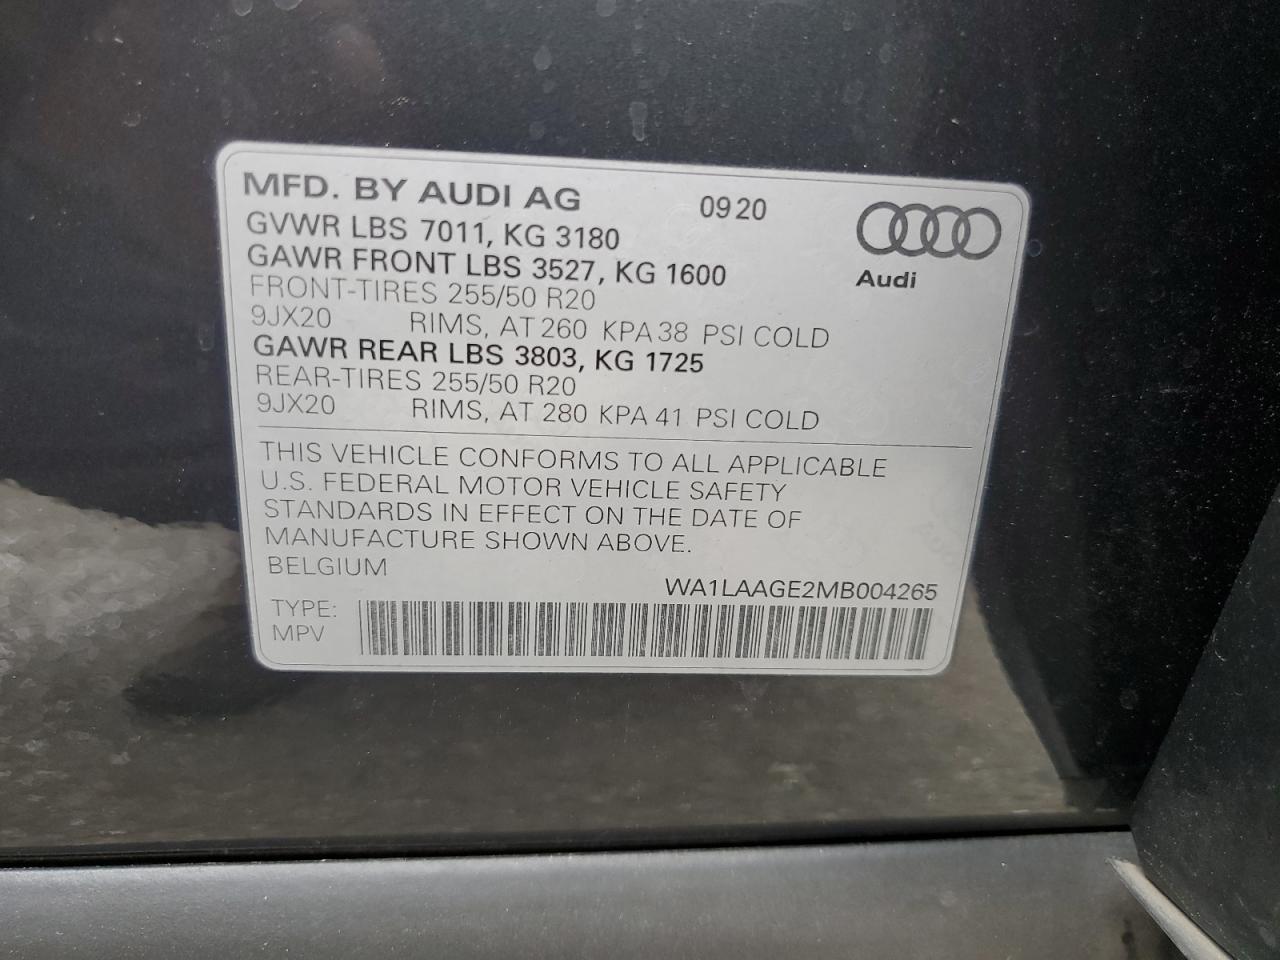 MFD. BY AUDI AG 0920
GVWR LBS 7011, KG 3180
GAWR FRONT LBS 3527, KG 1600
Audi
FRONT-TIRES 255/50 R20
9JX20 RIMS, AT 260 KPA 38 PSI COLD
GAWR REAR LBS 3803, KG 1725
REAR-TIRES 255/50 R20
9JX20 RIMS, AT 280 KPA 41 PSI COLD
THIS VEHICLE CONFORMS TO ALL APPLICABLE
U.S. FEDERAL MOTOR VEHICLE SAFETY
STANDARDS IN EFFECT ON THE DATE OF
MANUFACTURE SHOWN ABOVE.
BELGIUM
WA1LAAGE2MB004265
TYPE:
MPV